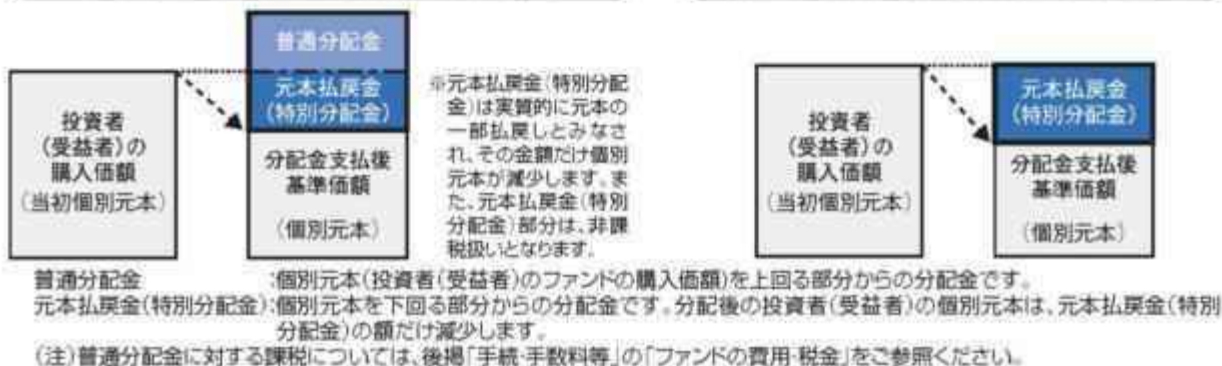 普通分配金
元本払戻金
(特別分配金)
投資者
(受益者)の
購入価額
(当初個別元本)
分配金支払後
基準価額
(個別元本)
※元本払戻金(特別分配
金)は実質的に元本の
一部払戻しとみなさ
れ、その金額だけ個別
元本が減少します。ま
た、元本払戻金(特別
分配金)部分は、非課
税扱いとなります。
投資者
(受益者)の
購入価額
(当初個別元本)
元本払戻金
(特別分配金)
分配金支払後
基準価額
(個別元本)
普通分配金 :個別元本(投資者(受益者)のファンドの購入価額)を上回る部分からの分配金です。
元本払戻金(特別分配金):個別元本を下回る部分からの分配金です。分配後の投資者(受益者)の個別元本は、元本払戻金(特別
分配金)の額だけ減少します。
(注)普通分配金に対する課税については、後掲「手続・手数料等」の「ファンドの費用・税金」をご参照ください。